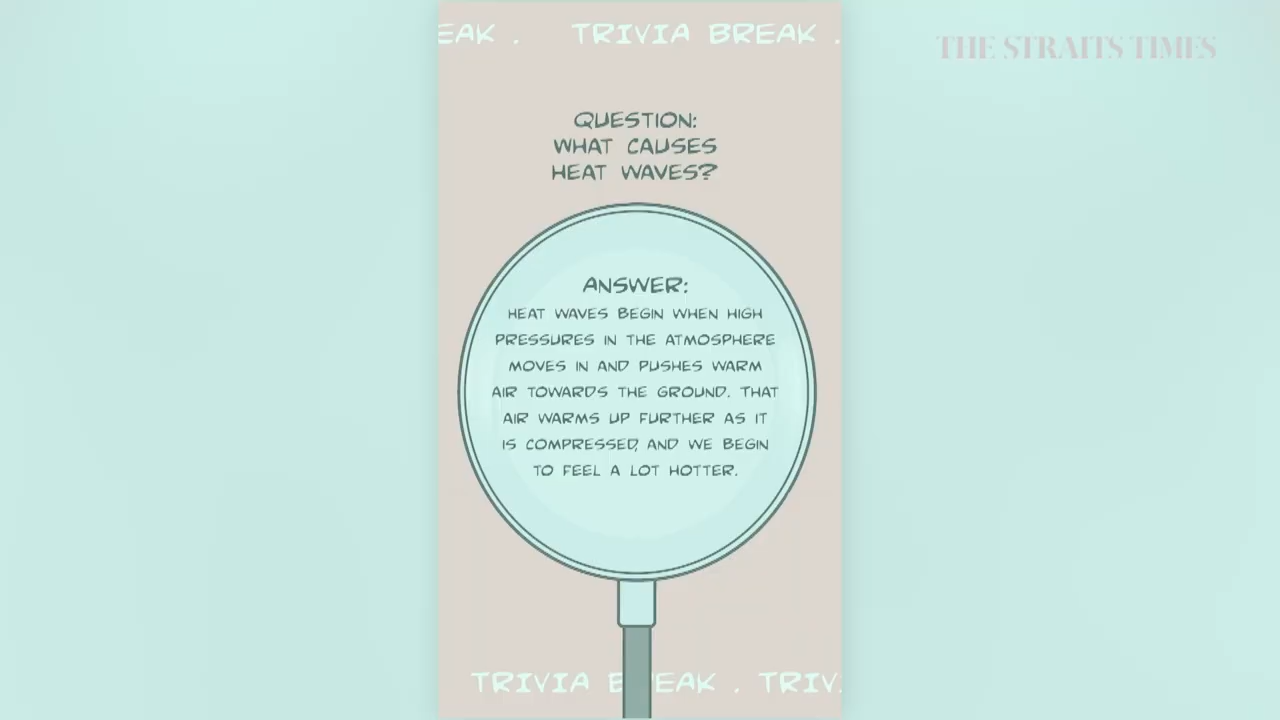 EAK . TRIVIA BREAK .
THE STRAITS TIMES
QUESTION:
WHAT CAUSES
HEAT WAVES?
ANSWER:
HEAT WAVES BEGIN WHEN HIGH
PRESSURES IN THE ATMOSPHERE
MOVES IN AND PUSHES WARM
AIR TOWARDS THE GROUND. THAT
AIR WARMS UP FURTHER AS IT
IS COMPRESSED, AND WE BEGIN
TO FEEL A LOT HOTTER.
TRIVIA B EAK . TRIV